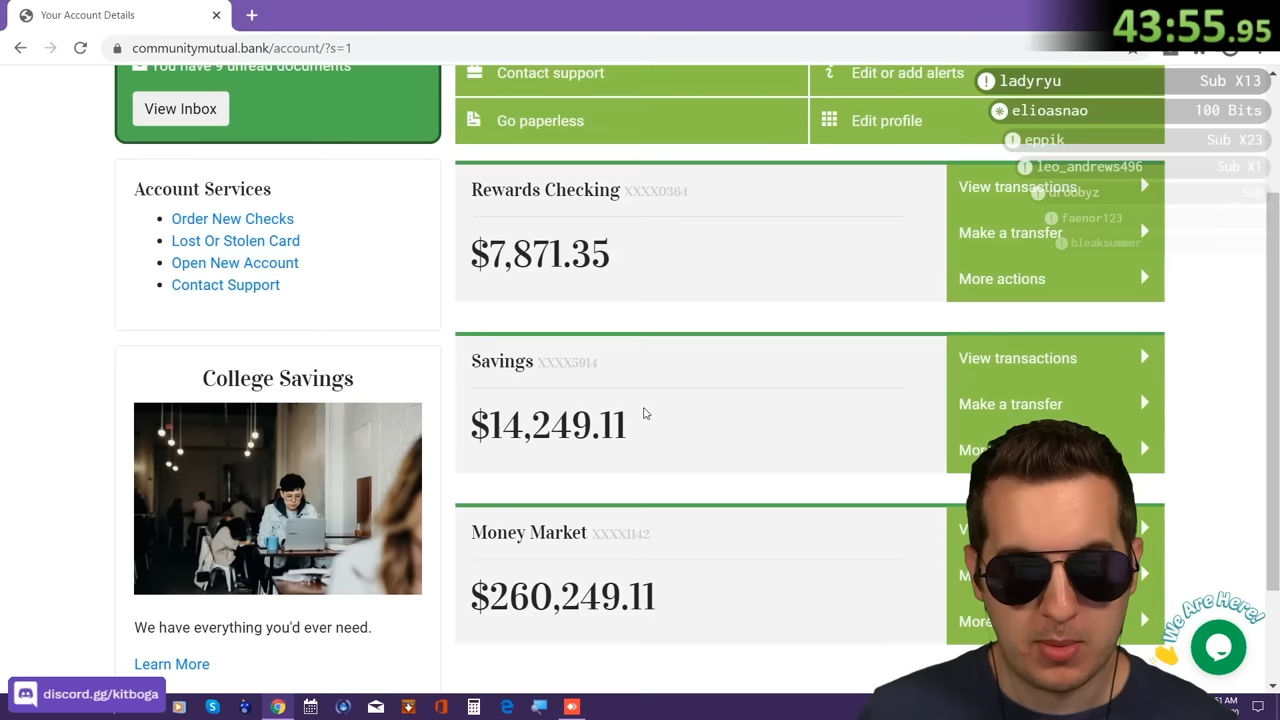 Your Account Details
43:55.95
communitymutual.bank/account/?s=1
You have 9 unread documents
View Inbox
Contact support
Edit or add alerts
Go paperless
Edit profile
ladyryu Sub X13
elioasnao 100 Bits
eppik Sub X23
leo_andrews496 Sub X1
droobyz
faenor123
bleaksummer
Account Services
Order New Checks
Lost Or Stolen Card
Open New Account
Contact Support
Rewards Checking XXXX0364
$7,871.35
View transactions
Make a transfer
More actions
Savings XXXX5914
$14,249.11
View transactions
Make a transfer
Mo
College Savings
We have everything you'd ever need.
Learn More
Money Market XXXX1142
$260,249.11
V
M
More
We Are Here!
discord.gg/kitboga